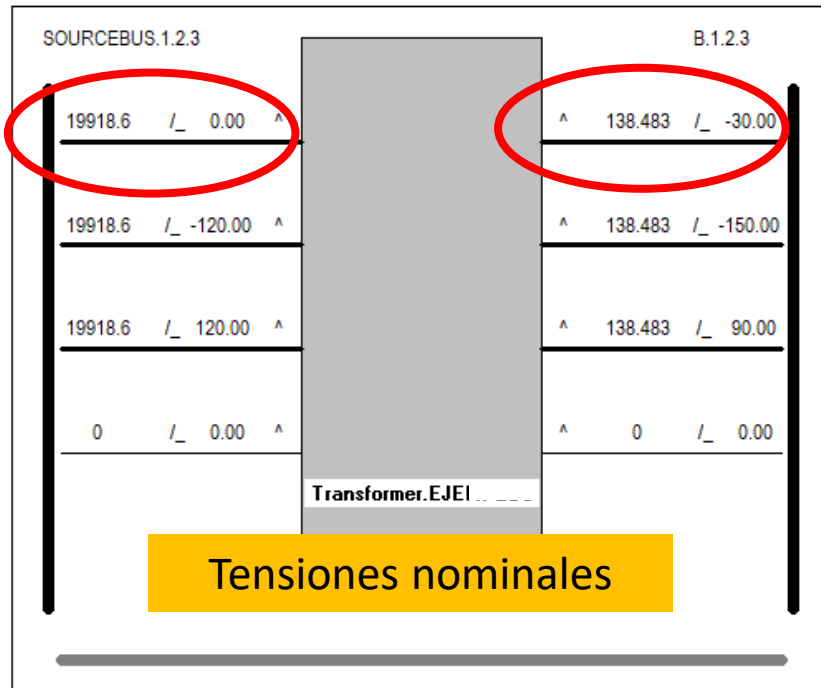 SOURCEBUS.1.2.3 B.1.2.3
19918.6 /_ 0.00 ^ ^ 138.483 /_ -30.00
19918.6 /_ -120.00 ^ ^ 138.483 /_ -150.00
19918.6 /_ 120.00 ^ ^ 138.483 /_ 90.00
0 /_ 0.00 ^ ^ 0 /_ 0.00
Tensiones nominales